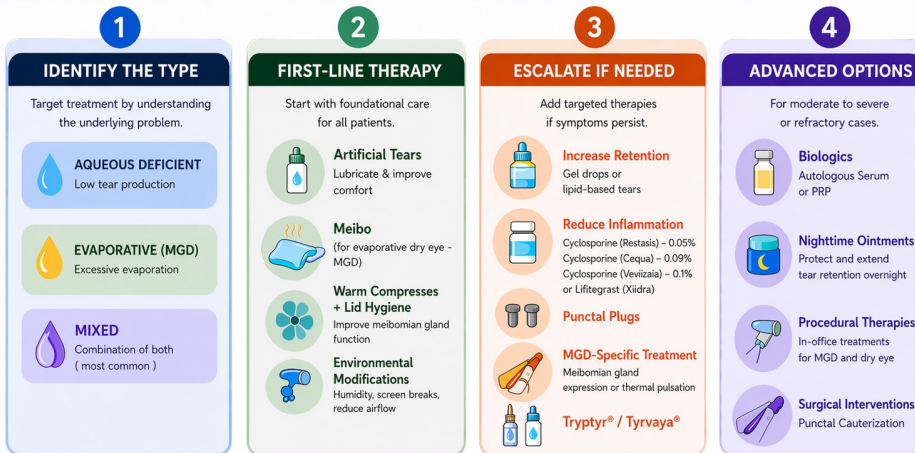 1
IDENTIFY THE TYPE
Target treatment by understanding
the underlying problem.
AQUEOUS DEFICIENT
Low tear production
EVAPORATIVE (MGD)
Excessive evaporation
MIXED
Combination of both
( most common )
2
FIRST-LINE THERAPY
Start with foundational care
for all patients.
Artificial Tears
Lubricate & improve
comfort
Meibo
(for evaporative dry eye -
MGD)
Warm Compresses
+ Lid Hygiene
Improve meibomian gland
function
Environmental
Modifications
Humidity, screen breaks,
reduce airflow
3
ESCALATE IF NEEDED
Add targeted therapies
if symptoms persist.
Increase Retention
Gel drops or
lipid-based tears
Reduce Inflammation
Cyclosporine (Restasis) – 0.05%
Cyclosporine (Cequa) – 0.09%
Cyclosporine (Veviizaia) – 0.1%
or Lifitegrast (Xiidra)
Punctal Plugs
MGD-Specific Treatment
Meibomian gland
expression or thermal pulsation
Tryptyr® / Tyrvaya®
4
ADVANCED OPTIONS
For moderate to severe
or refractory cases.
Biologics
Autologous Serum
or PRP
Nighttime Ointments
Protect and extend
tear retention overnight
Procedural Therapies
In-office treatments
for MGD and dry eye
Surgical Interventions
Punctal Cauterization